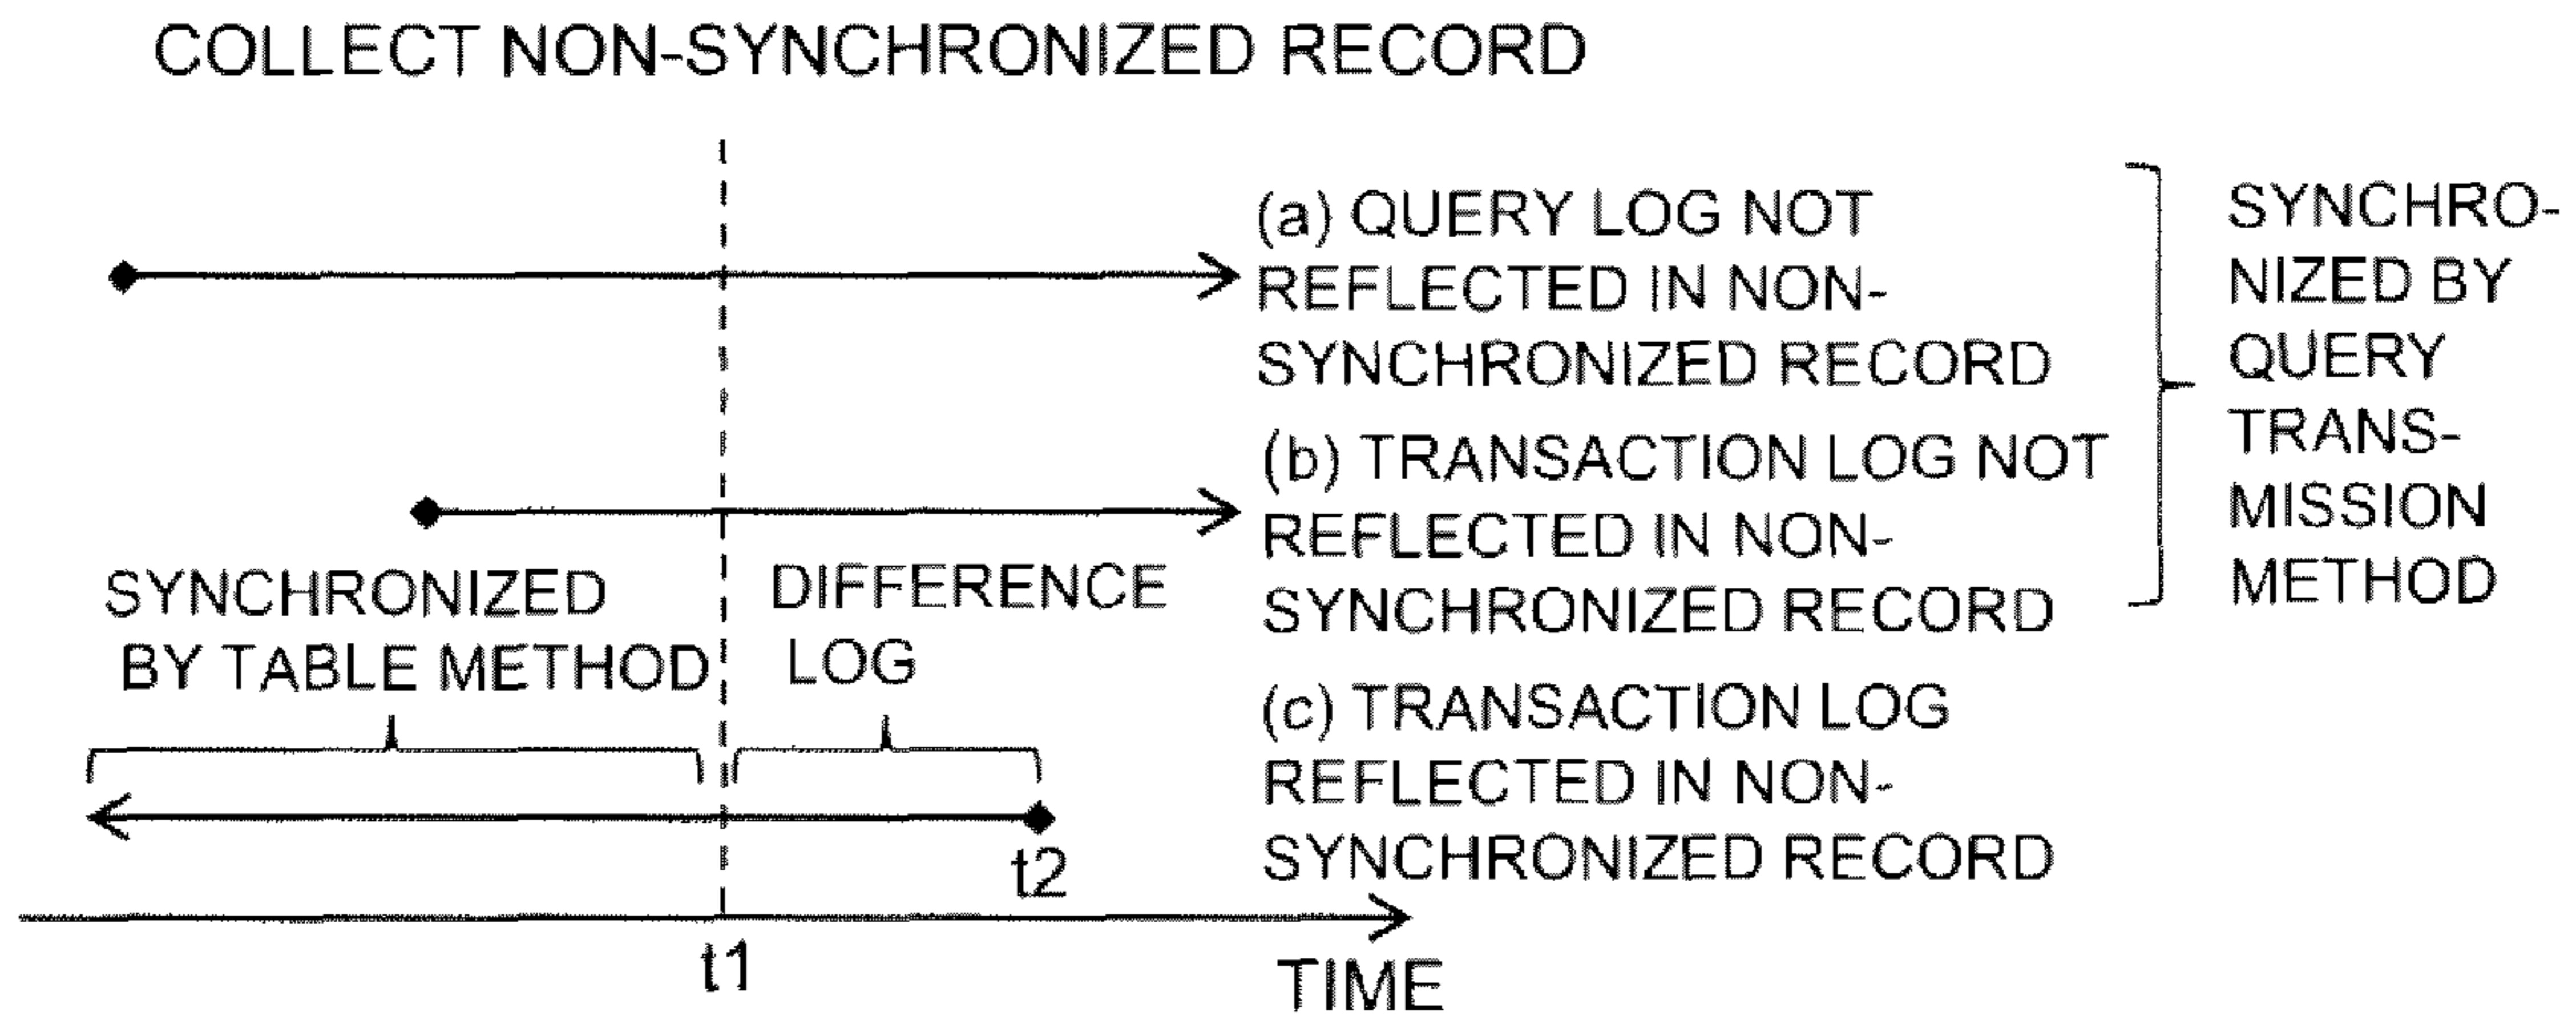 COLLECT NON-SYNCHRONIZED RECORD
(a) QUERY LOG NOT
REFLECTED IN NON-
SYNCHRONIZED RECORD
(b) TRANSACTION LOG NOT
REFLECTED IN NON-
SYNCHRONIZED RECORD
SYNCHRO-
NIZED BY
QUERY
TRANS-
MISSION
METHOD
SYNCHRONIZED
BY TABLE METHOD
DIFFERENCE
LOG
(c) TRANSACTION LOG
REFLECTED IN NON-
SYNCHRONIZED RECORD
t2
t1
TIME